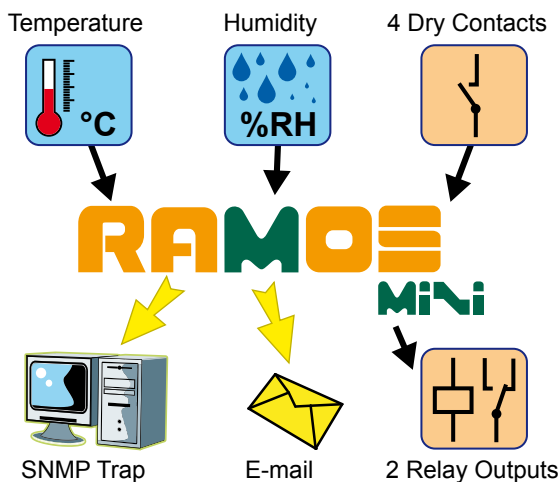 Temperature
Humidity
4 Dry Contacts
°C
%RH
RAMOS
MiNi
SNMP Trap
E-mail
2 Relay Outputs